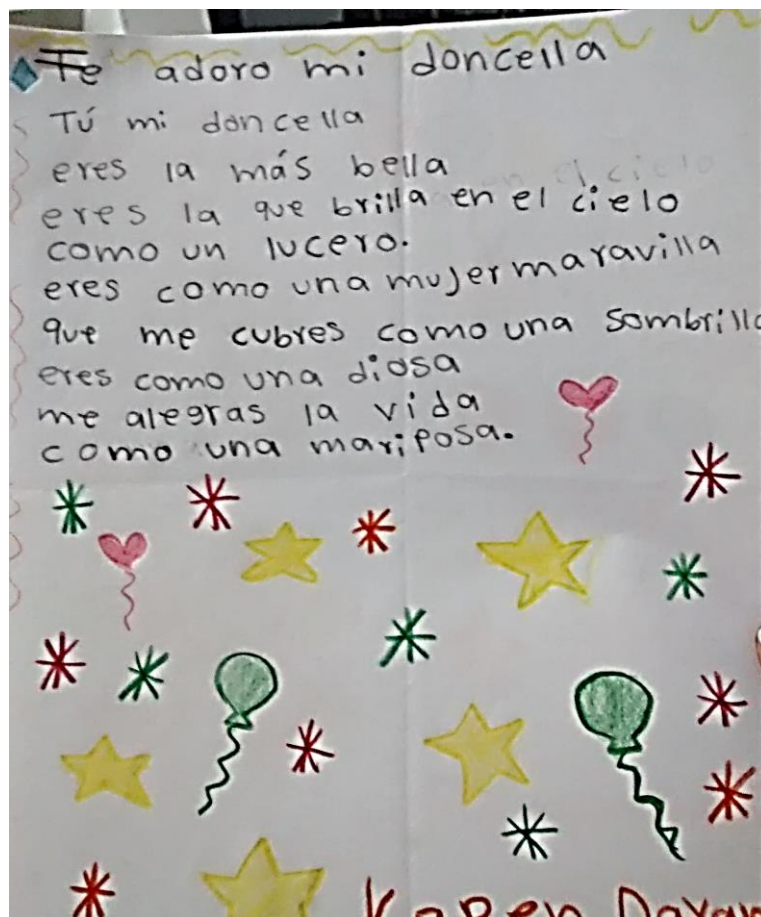 Te adoro mi doncella
Tú mi doncella
eres la más bella
eres la que brilla en el cielo
como un lucero.
eres como una mujer maravilla
que me cubres como una sombrilla
eres como una diosa
me alegras la vida
como una mariposa.
Karen